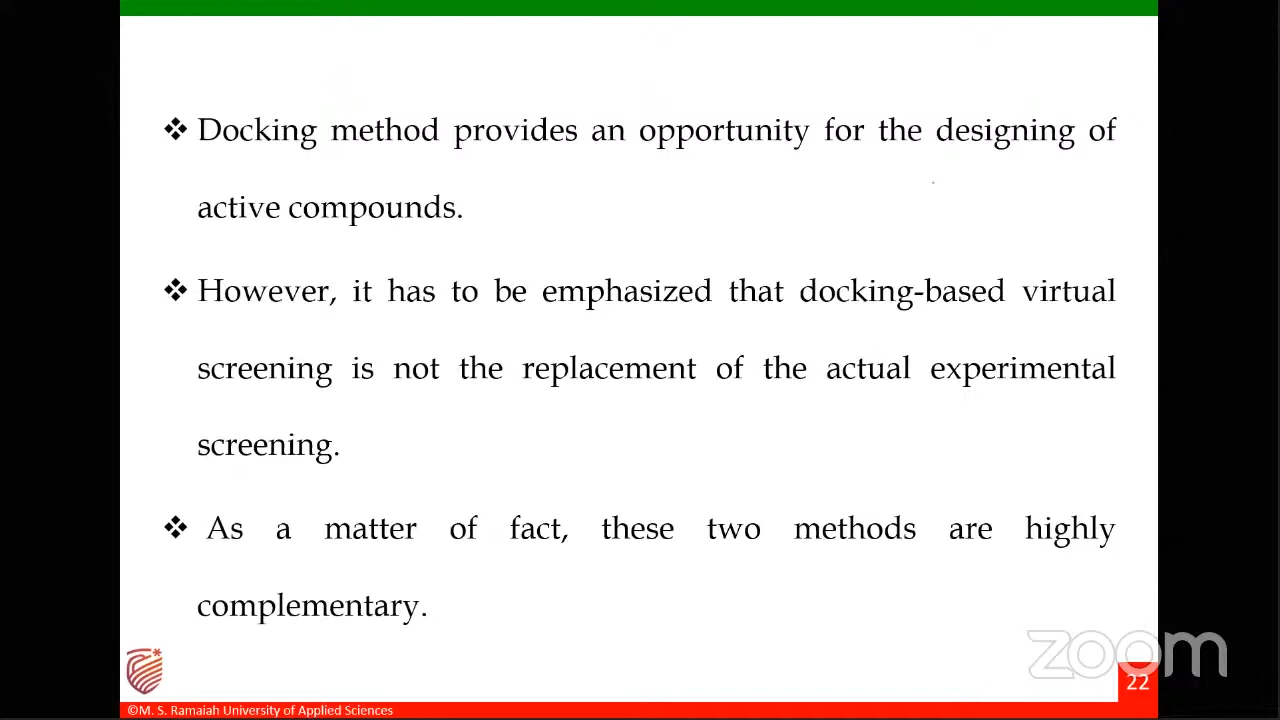 ❖ Docking method provides an opportunity for the designing of
active compounds.
❖ However, it has to be emphasized that docking-based virtual
screening is not the replacement of the actual experimental
screening.
❖ As a matter of fact, these two methods are highly
complementary.
zoom
22
©M. S. Ramaiah University of Applied Sciences